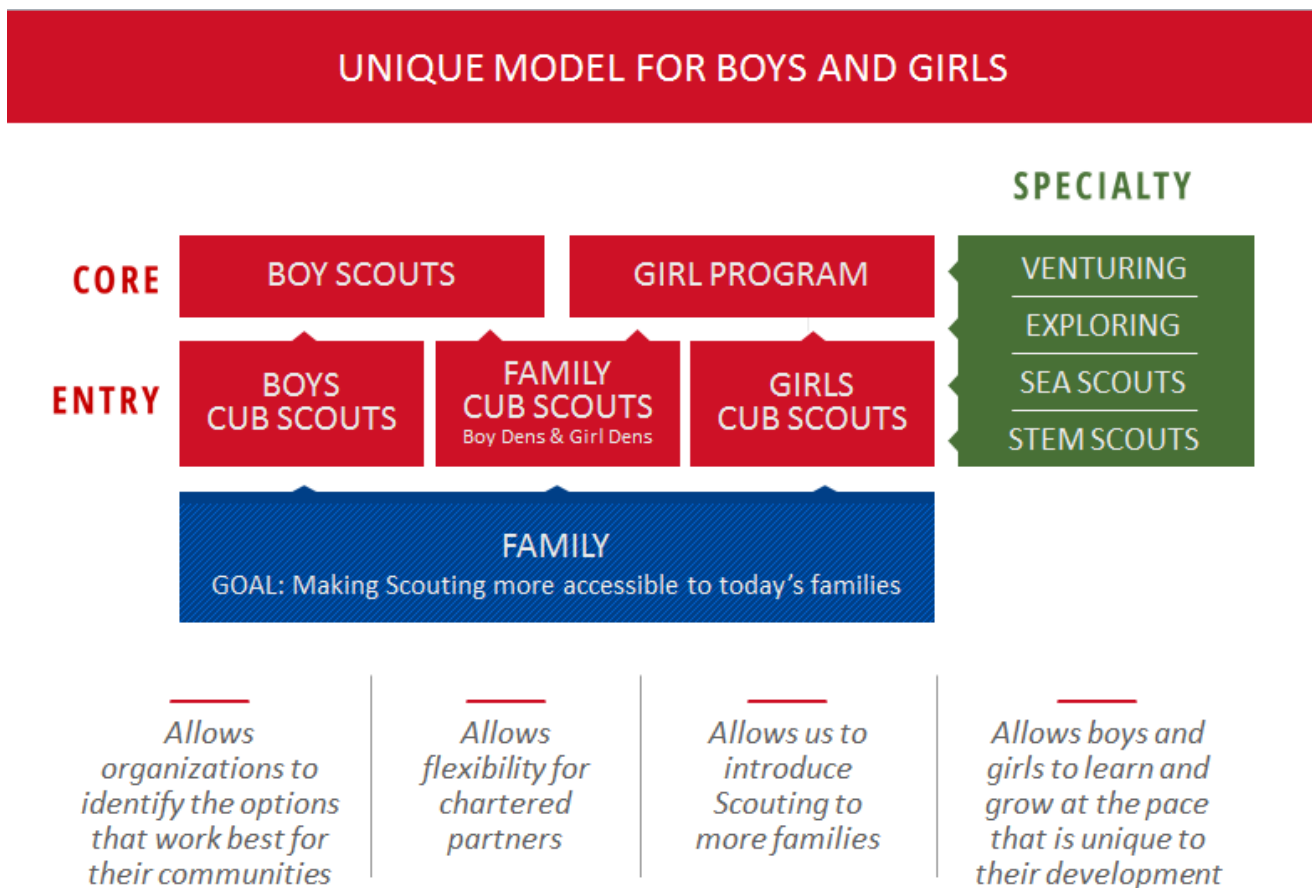 UNIQUE MODEL FOR BOYS AND GIRLS
SPECIALTY
CORE
BOY SCOUTS
GIRL PROGRAM
ENTRY
BOYS
CUB SCOUTS
FAMILY
CUB SCOUTS
Boy Dens & Girl Dens
GIRLS
CUB SCOUTS
VENTURING
EXPLORING
SEA SCOUTS
STEM SCOUTS
FAMILY
GOAL: Making Scouting more accessible to today's families
Allows
organizations to
identify the options
that work best for
their communities
Allows
flexibility for
chartered
partners
Allows us to
introduce
Scouting to
more families
Allows boys and
girls to learn and
grow at the pace
that is unique to
their development